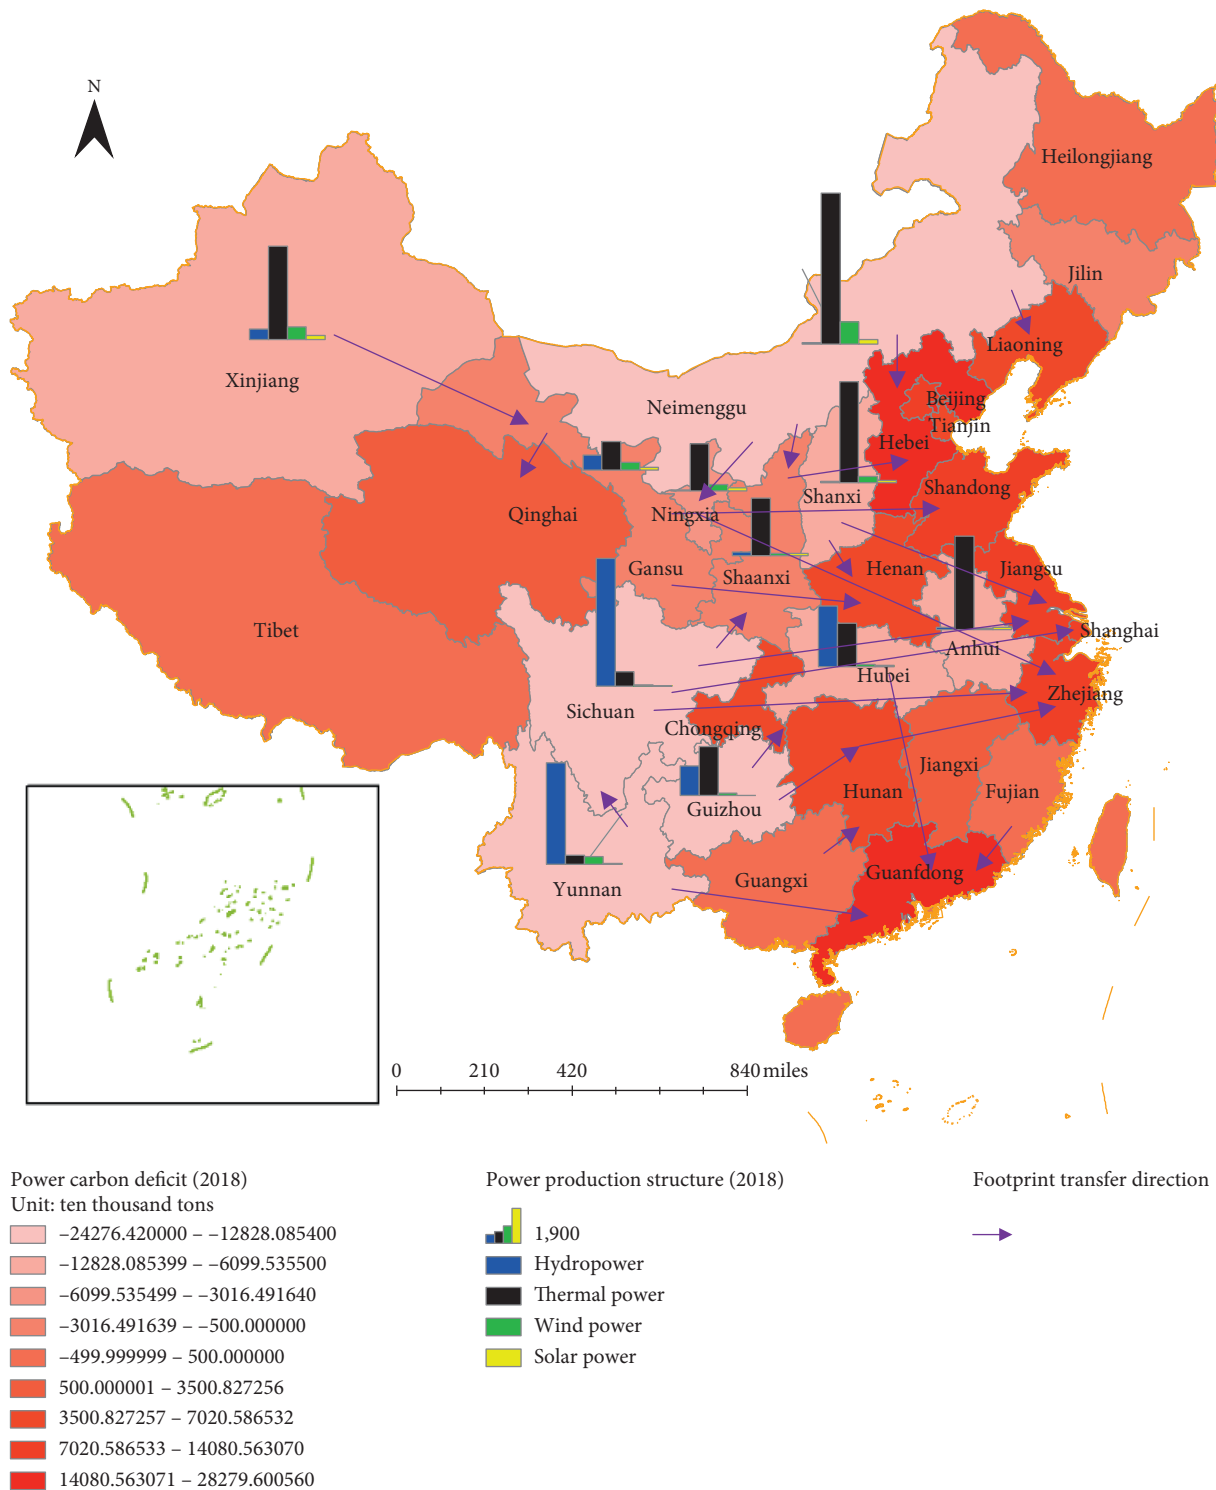 N
Heilongjiang
Jilin
Liaoning
Xinjiang
Neimenggu
Beijing
Tianjin
Hebei
Shanxi
Shandong
Qinghai
Ningxia
Gansu
Shaanxi
Henan
Jiangsu
Tibet
Shanghai
Anhui
Hubei
Zhejiang
Sichuan
Chongqing
Jiangxi
Hunan
Fujian
Guizhou
Guanfdong
Guangxi
Yunnan
0 210 420 840 miles
Power carbon deficit (2018)
Unit: ten thousand tons
–24276.420000 – –12828.085400
–12828.085399 – –6099.535500
–6099.535499 – –3016.491640
–3016.491639 – –500.000000
–499.999999 – 500.000000
500.000001 – 3500.827256
3500.827257 – 7020.586532
7020.586533 – 14080.563070
14080.563071 – 28279.600560
Power production structure (2018)
1,900
Hydropower
Thermal power
Wind power
Solar power
Footprint transfer direction